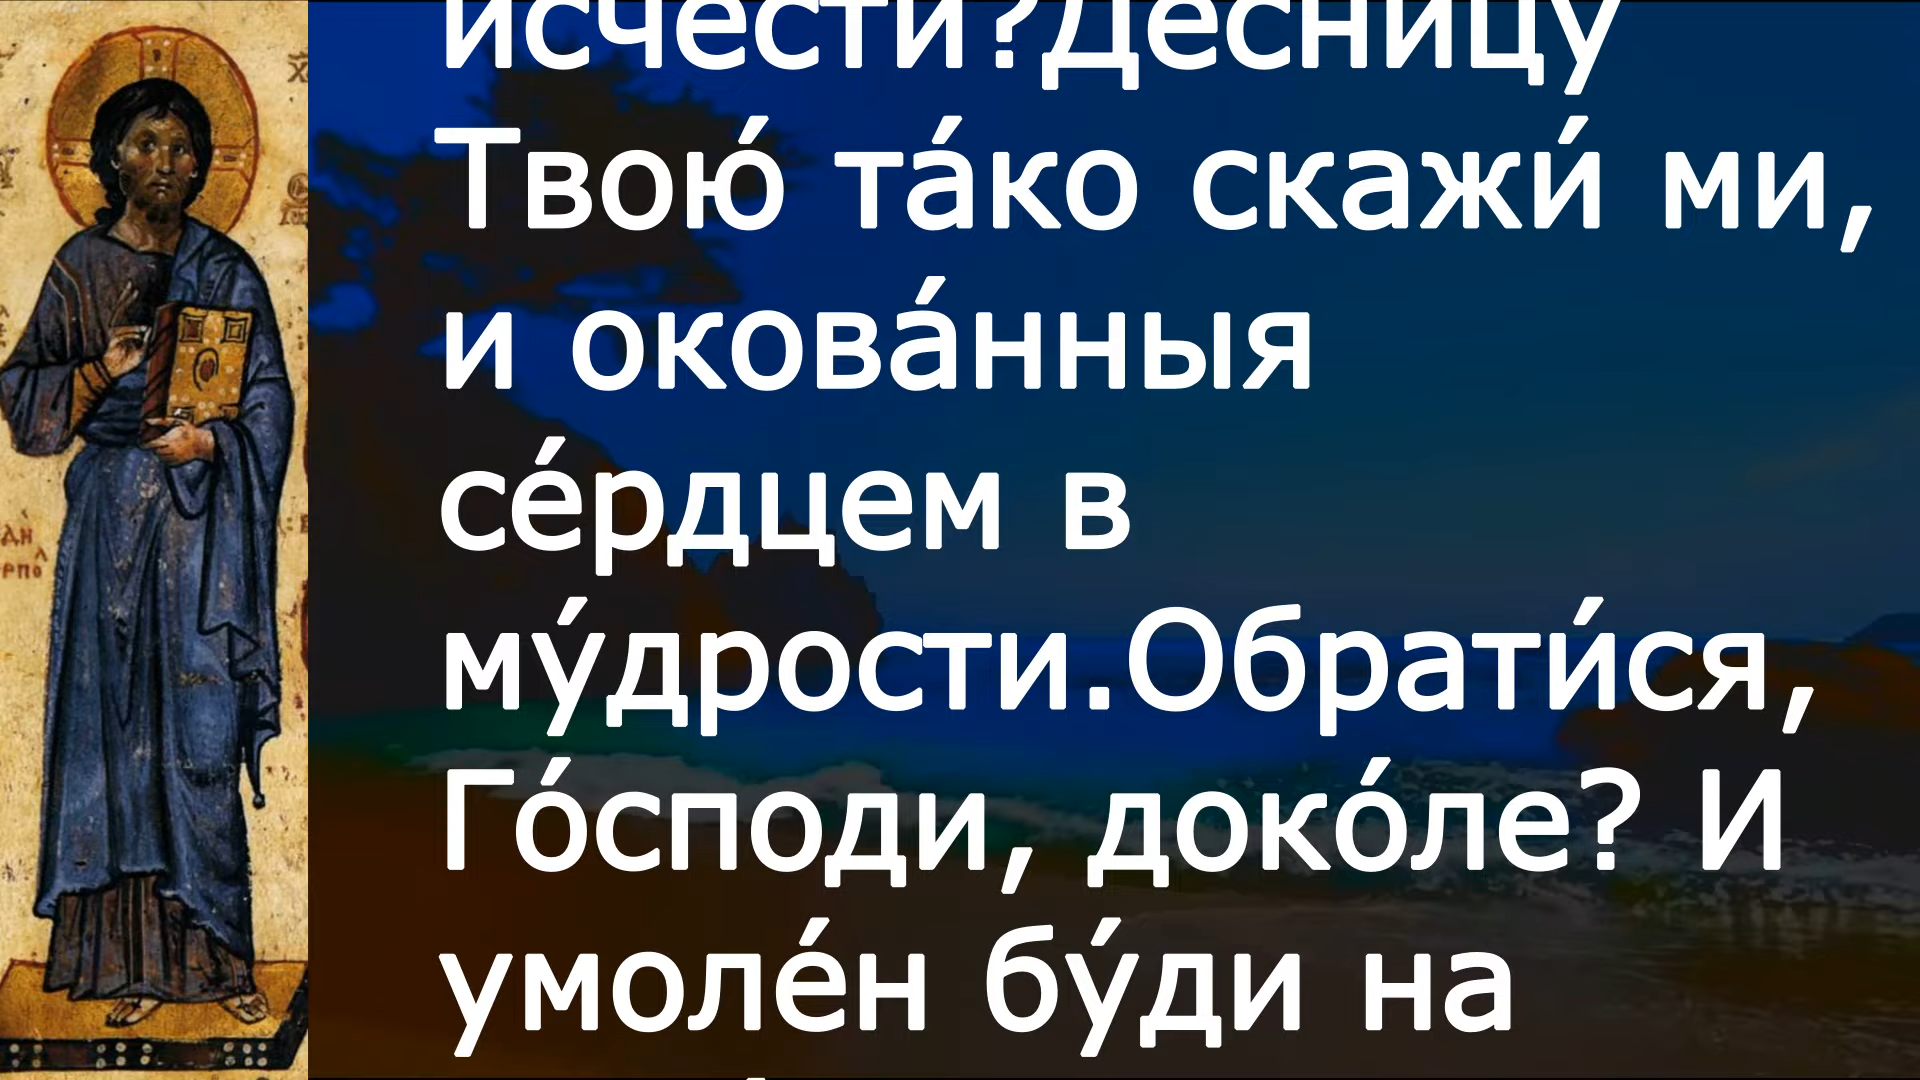 исчести?Десницу
Твою́ та́ко скажи́ ми,
и окова́нныя
се́рдцем в
му́дрости.Обрати́ся,
Го́споди, доко́ле? И
умоле́н бу́ди на